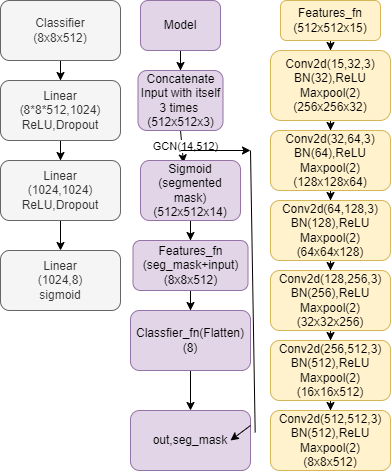 Classifier
(8x8x512)
Linear
(8*8*512,1024)
ReLU,Dropout
Linear
(1024,1024)
ReLU,Dropout
Linear
(1024,8)
sigmoid
Model
Concatenate
Input with itself
3 times
(512x512x3)
GCN(14,512)
Sigmoid
(segmented
mask)
(512x512x14)
Features_fn
(seg_mask+input)
(8x8x512)
Classfier_fn(Flatten)
(8)
out,seg_mask
Features_fn
(512x512x15)
Conv2d(15,32,3)
BN(32),ReLU
Maxpool(2)
(256x256x32)
Conv2d(32,64,3)
BN(64),ReLU
Maxpool(2)
(128x128x64)
Conv2d(64,128,3)
BN(128),ReLU
Maxpool(2)
(64x64x128)
Conv2d(128,256,3)
BN(256),ReLU
Maxpool(2)
(32x32x256)
Conv2d(256,512,3)
BN(512),ReLU
Maxpool(2)
(16x16x512)
Conv2d(512,512,3)
BN(512),ReLU
Maxpool(2)
(8x8x512)